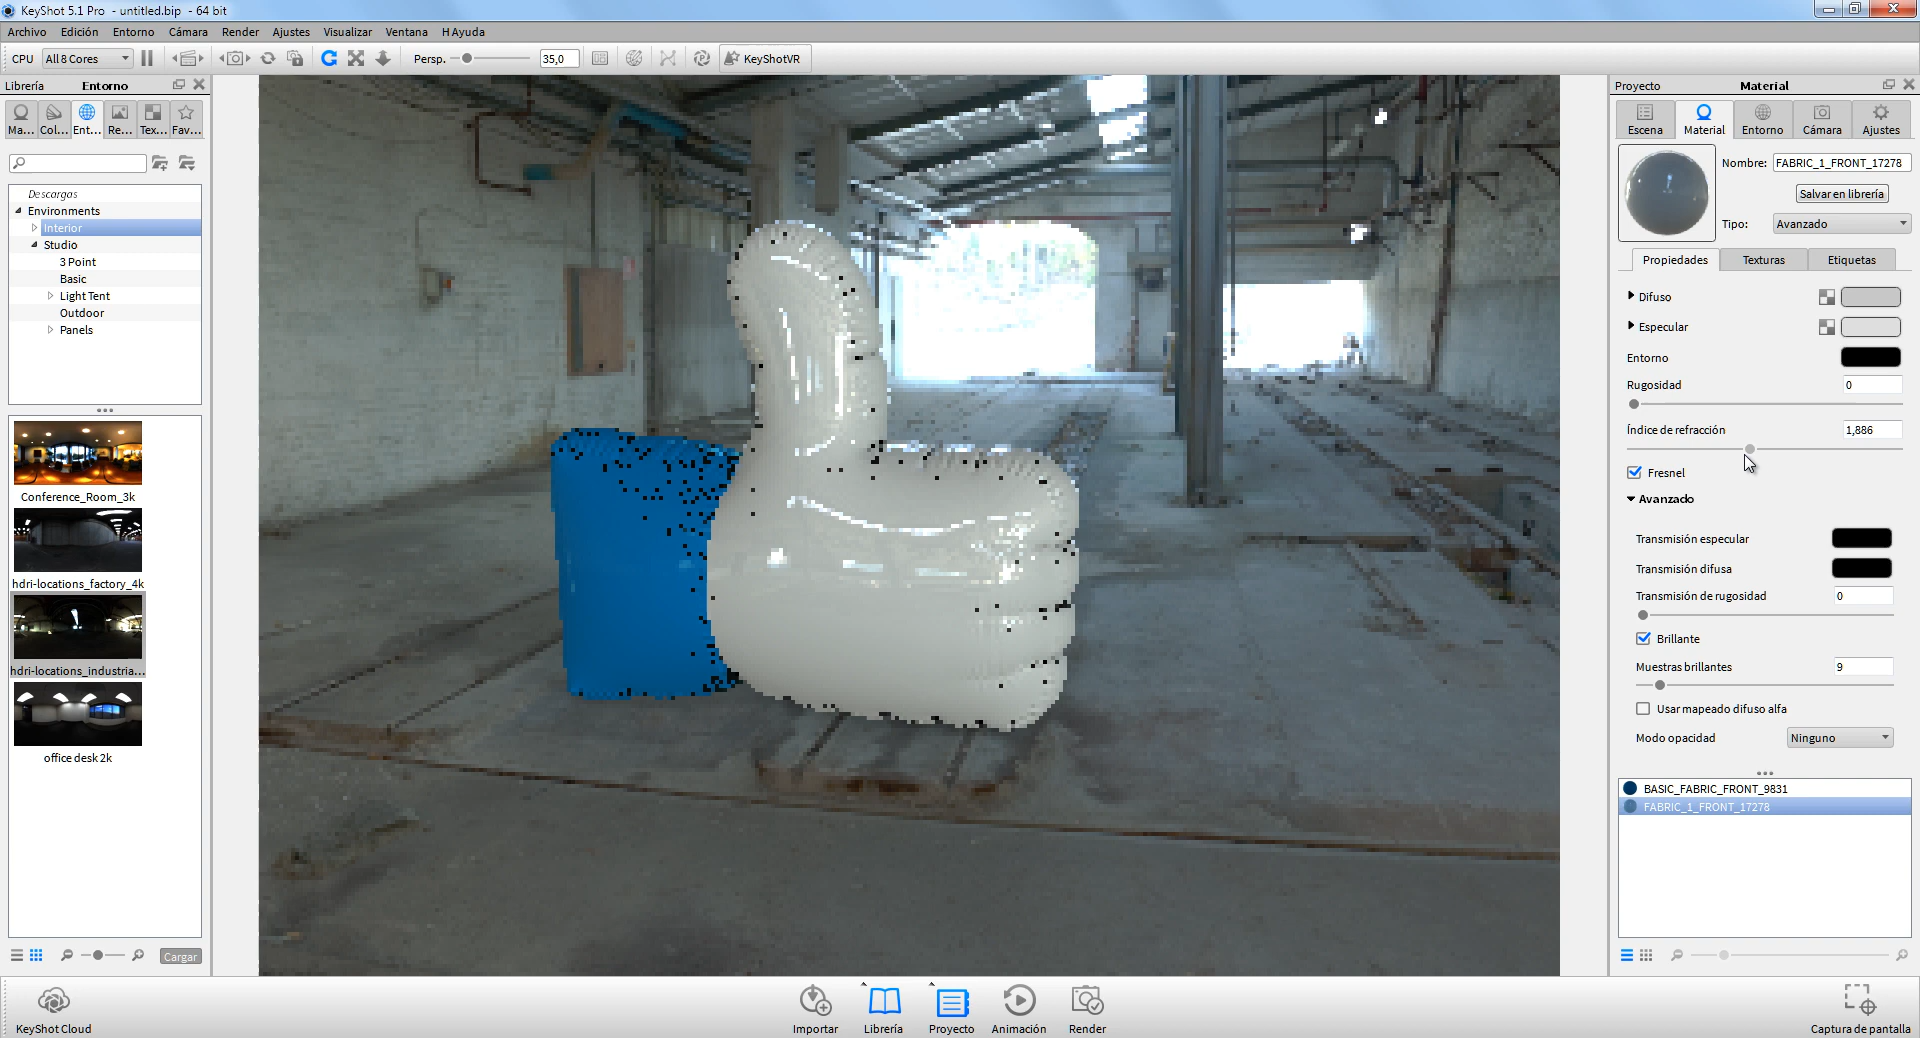 KeyShot 5.1 Pro - untitled.bip - 64 bit
Archivo Edición Entorno Cámara Render Ajustes Visualizar Ventana H Ayuda
CPU All 8 Cores Persp. 35,0 KeyShotVR
Librería Entorno
Ma... Col... Ent... Re... Tex... Fav...
Descargas
Environments
Interior
Studio
3 Point
Basic
Light Tent
Outdoor
Panels
Conference_Room_3k
hdri-locations_factory_4k
hdri-locations_industria...
office desk 2k
Cargar
Proyecto Material
Escena Material Entorno Cámara Ajustes
Nombre: FABRIC_1_FRONT_17278
Salvar en librería
Tipo: Avanzado
Propiedades Texturas Etiquetas
Difuso
Especular
Entorno
Rugosidad 0
Índice de refracción 1,886
Fresnel
Avanzado
Transmisión especular
Transmisión difusa
Transmisión de rugosidad 0
Brillante
Muestras brillantes 9
Usar mapeado difuso alfa
Modo opacidad Ninguno
BASIC_FABRIC_FRONT_9831
FABRIC_1_FRONT_17278
KeyShot Cloud Importar Librería Proyecto Animación Render Captura de pantalla